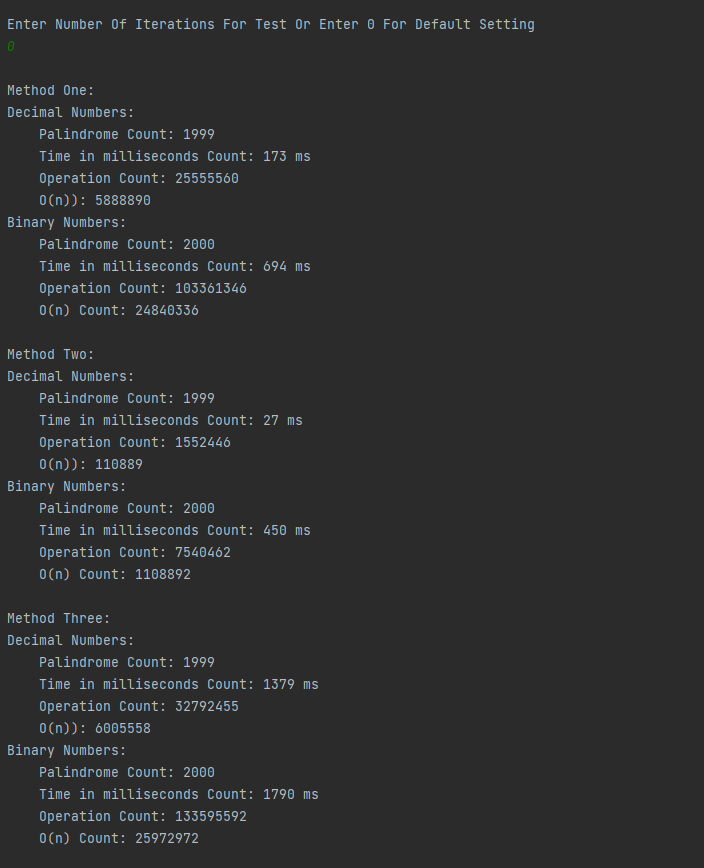 Enter Number Of Iterations For Test Or Enter 0 For Default Setting
0
Method One:
Decimal Numbers:
Palindrome Count: 1999
Time in milliseconds Count: 173 ms
Operation Count: 25555560
O(n)): 5888890
Binary Numbers:
Palindrome Count: 2000
Time in milliseconds Count: 694 ms
Operation Count: 103361346
O(n) Count: 24840336
Method Two:
Decimal Numbers:
Palindrome Count: 1999
Time in milliseconds Count: 27 ms
Operation Count: 1552446
O(n)): 110889
Binary Numbers:
Palindrome Count: 2000
Time in milliseconds Count: 450 ms
Operation Count: 7540462
O(n) Count: 1108892
Method Three:
Decimal Numbers:
Palindrome Count: 1999
Time in milliseconds Count: 1379 ms
Operation Count: 32792455
O(n)): 6005558
Binary Numbers:
Palindrome Count: 2000
Time in milliseconds Count: 1790 ms
Operation Count: 133595592
O(n) Count: 25972972